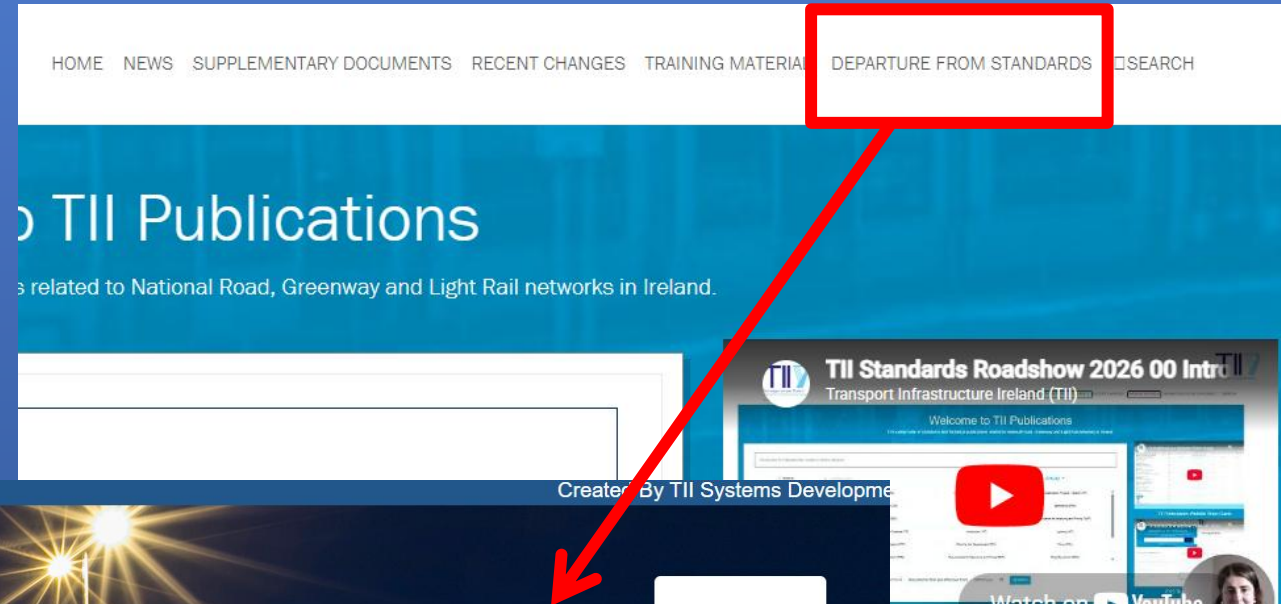 HOME NEWS SUPPLEMENTARY DOCUMENTS RECENT CHANGES TRAINING MATERIAL DEPARTURE FROM STANDARDS SEARCH
TII Publications
related to National Road, Greenway and Light Rail networks in Ireland.
TII
TII Standards Roadshow 2026 00 Intro
Transport Infrastructure Ireland (TII)
Welcome to TII Publications
Created By TII Systems Developme
Watch on YouTube